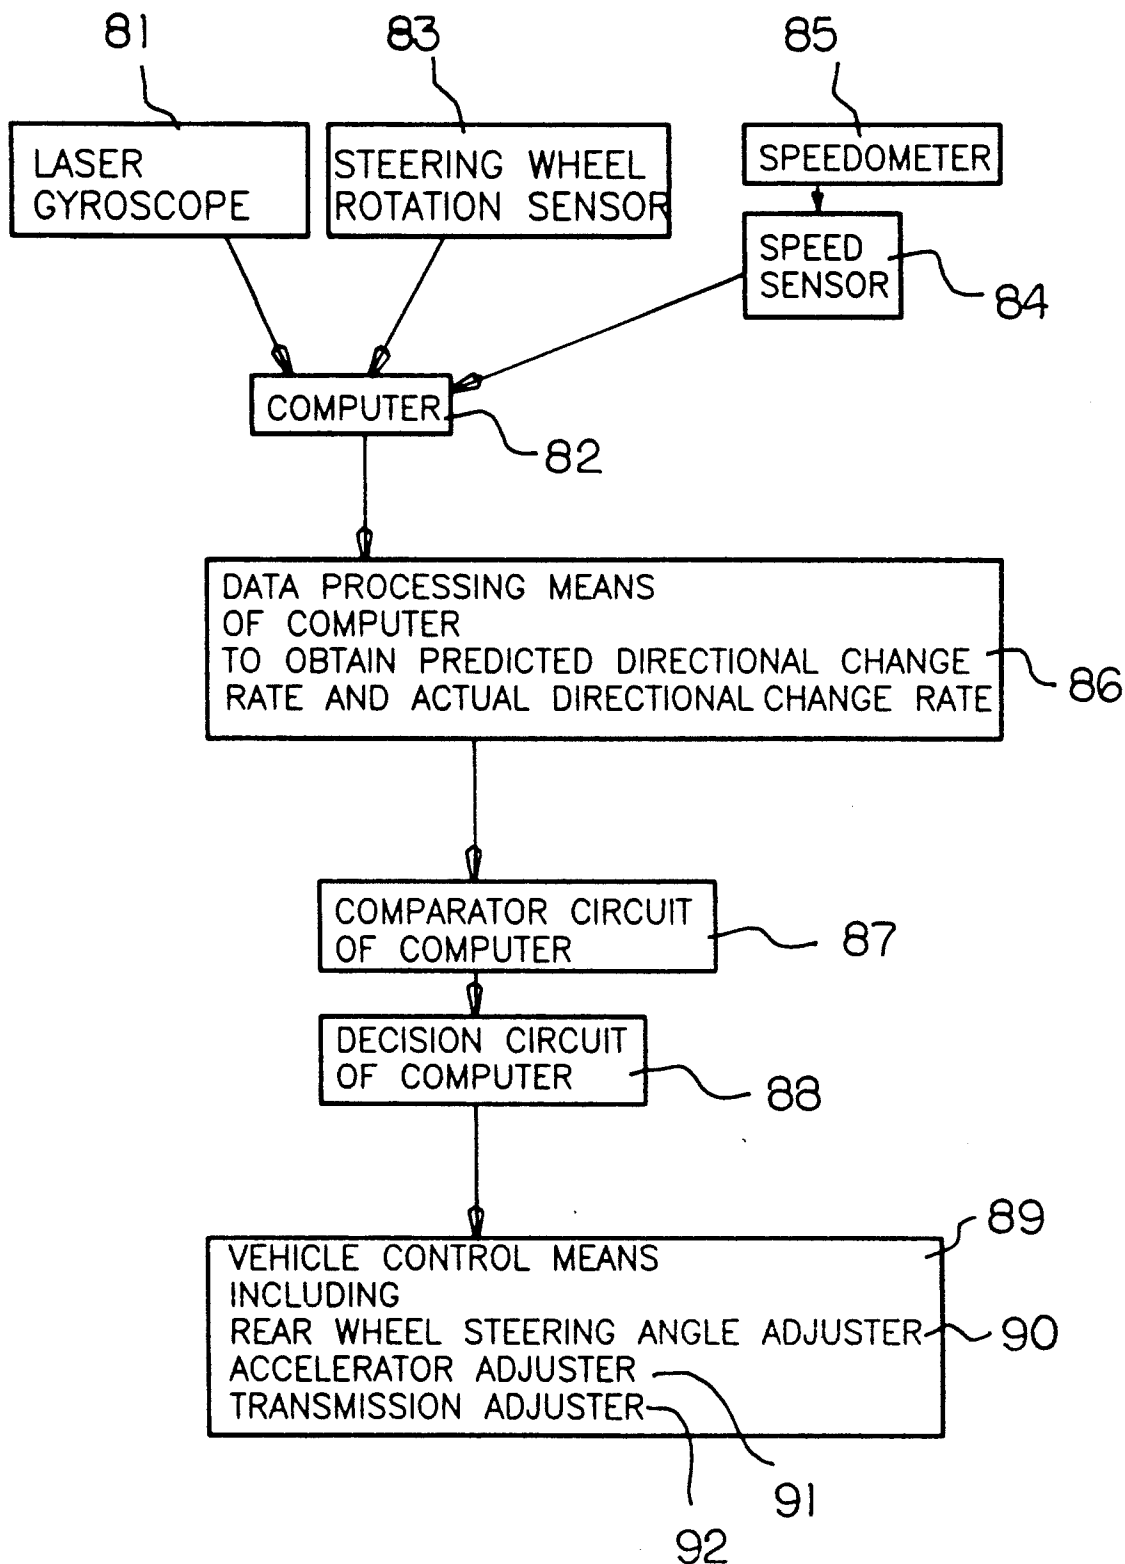 81
83
85
LASER
GYROSCOPE
STEERING WHEEL
ROTATION SENSOR
SPEEDOMETER
SPEED
SENSOR
84
COMPUTER
82
DATA PROCESSING MEANS
OF COMPUTER
TO OBTAIN PREDICTED DIRECTIONAL CHANGE
RATE AND ACTUAL DIRECTIONAL CHANGE RATE
86
COMPARATOR CIRCUIT
OF COMPUTER
87
DECISION CIRCUIT
OF COMPUTER
88
89
VEHICLE CONTROL MEANS
INCLUDING
REAR WHEEL STEERING ANGLE ADJUSTER
90
ACCELERATOR ADJUSTER
TRANSMISSION ADJUSTER
91
92